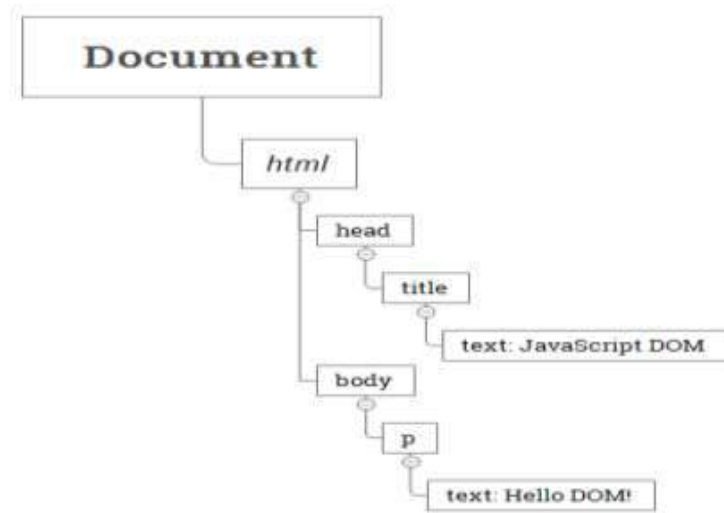 Document
html
head
title
text: JavaScript DOM
body
p
text: Hello DOM!